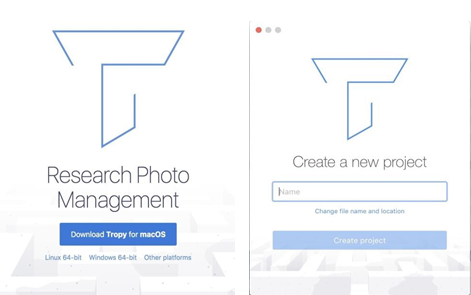 Research Photo
Management
Download Tropy for macOS
Linux 64-bit Windows 64-bit Other platforms
Create a new project
Name
Change file name and location
Create project